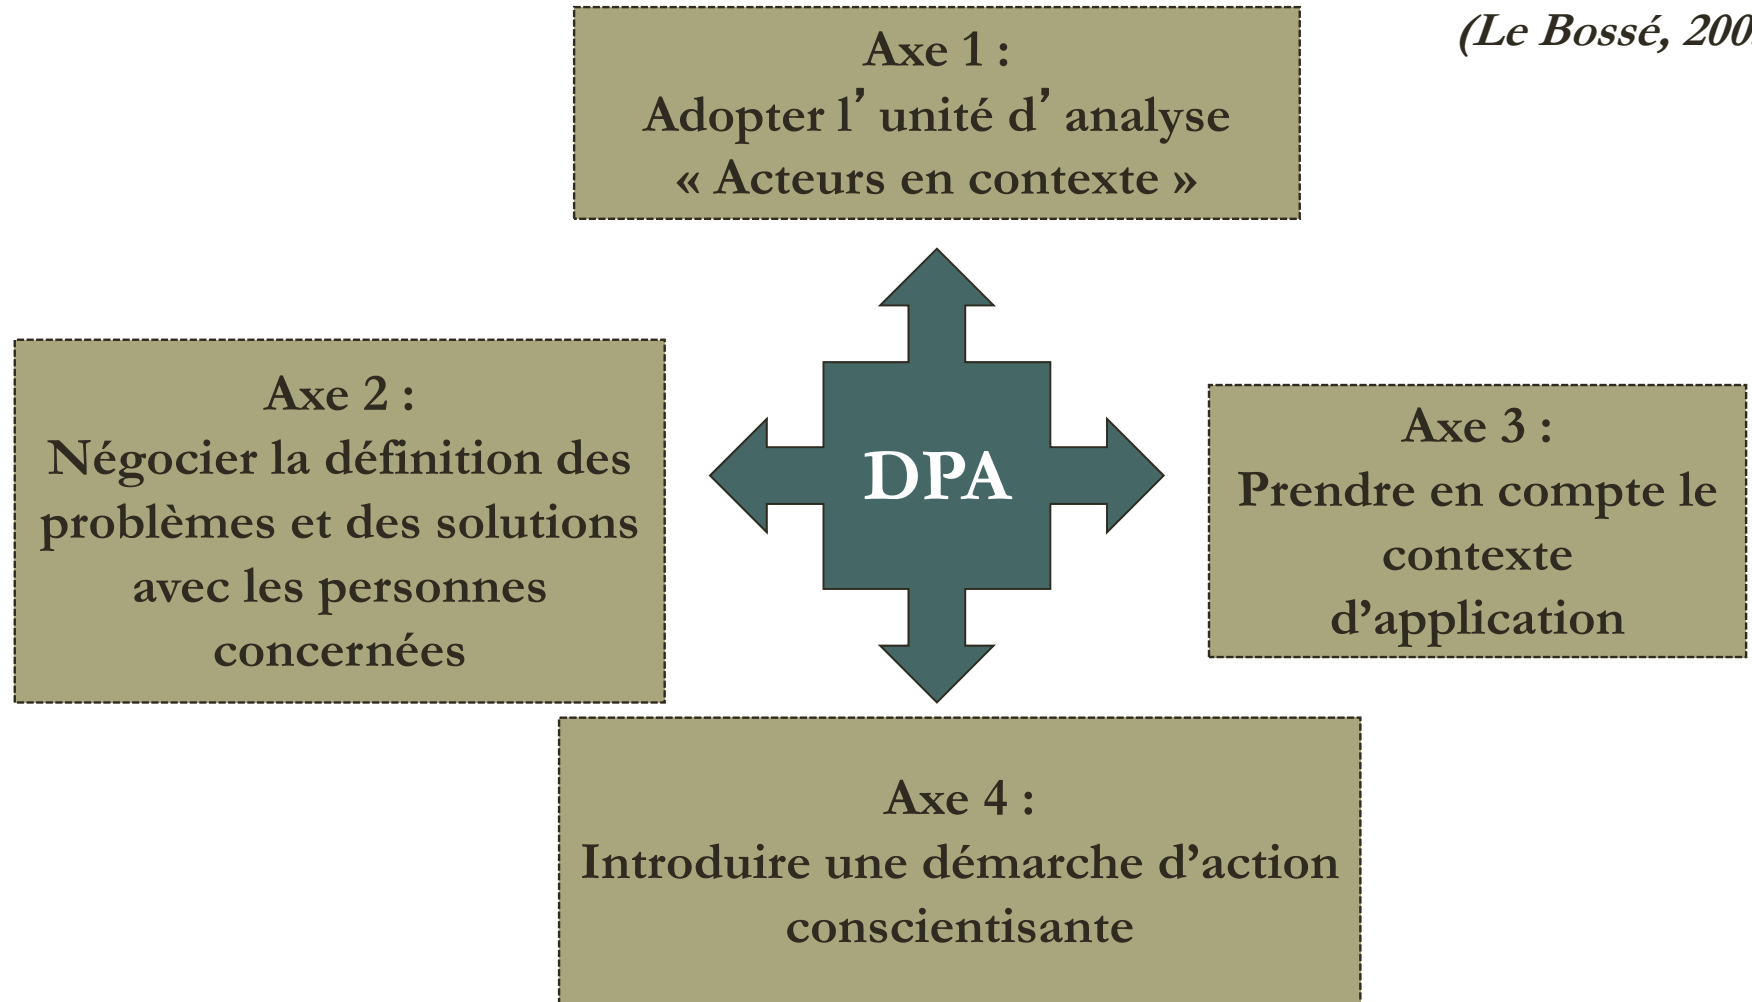 (Le Bossé, 200
Axe 1 :
Adopter l’ unité d’ analyse
« Acteurs en contexte »
Axe 2 :
Négocier la définition des
problèmes et des solutions
avec les personnes
concernées
DPA
Axe 3 :
Prendre en compte le
contexte
d’application
Axe 4 :
Introduire une démarche d’action
conscientisante